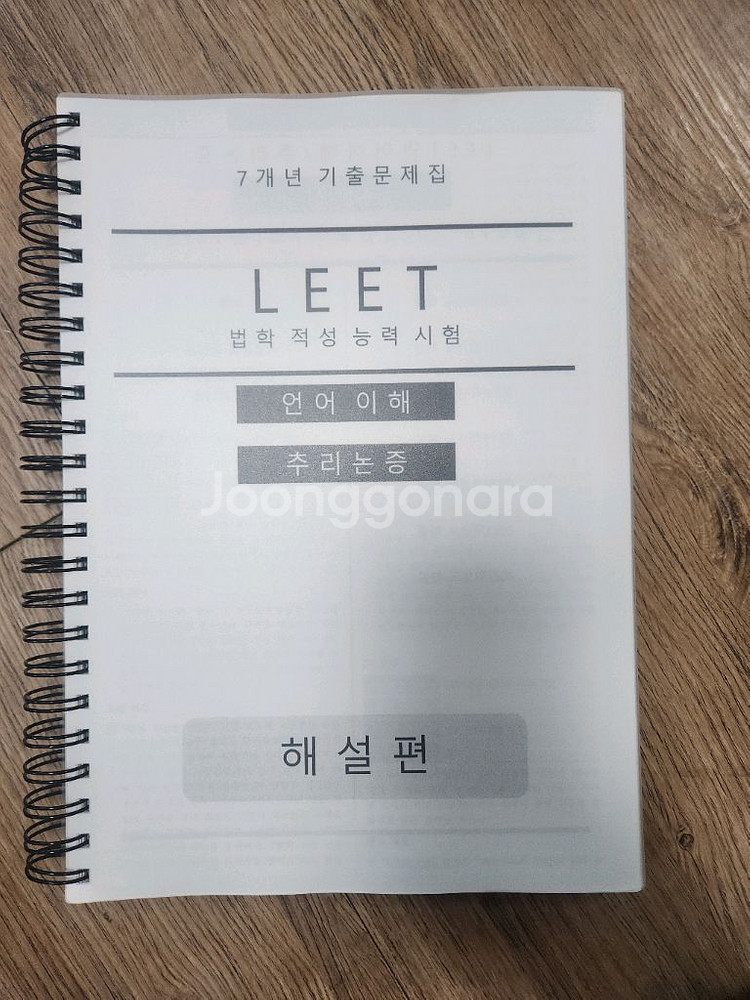 7개년 기출문제집
LEET
법학 적성 능력 시험
언어 이해
추리논증
Joonggonara
해설편